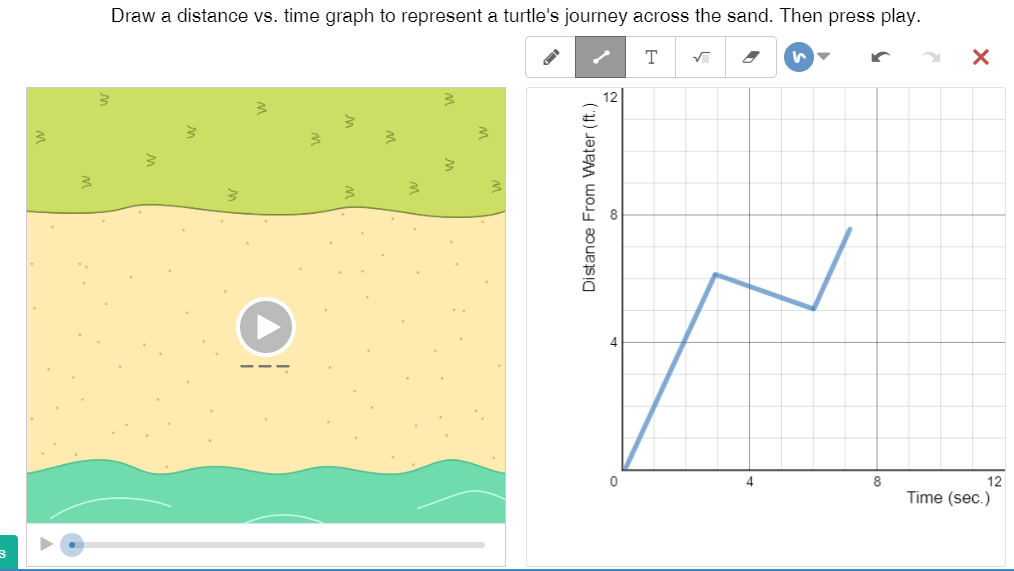 Draw a distance vs. time graph to represent a turtle's journey across the sand. Then press play.
T
√
12
Distance From Water (ft.)
8
4
0
4
8
12
Time (sec.)
s